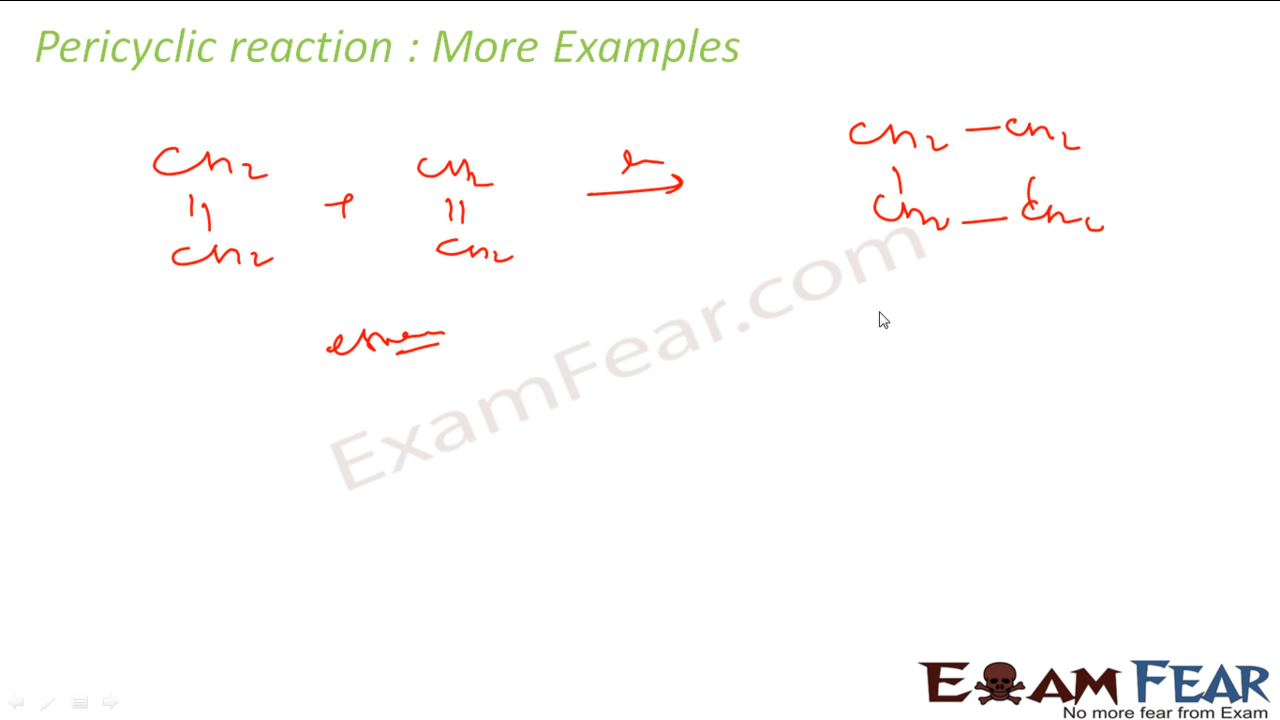 Pericyclic reaction : More Examples
CH2 + CH2 → CH2 — CH2
|| || | |
CH2 CH2 CH2 — CH2
ExamFear.com
EXAM FEAR
No more fear from Exam